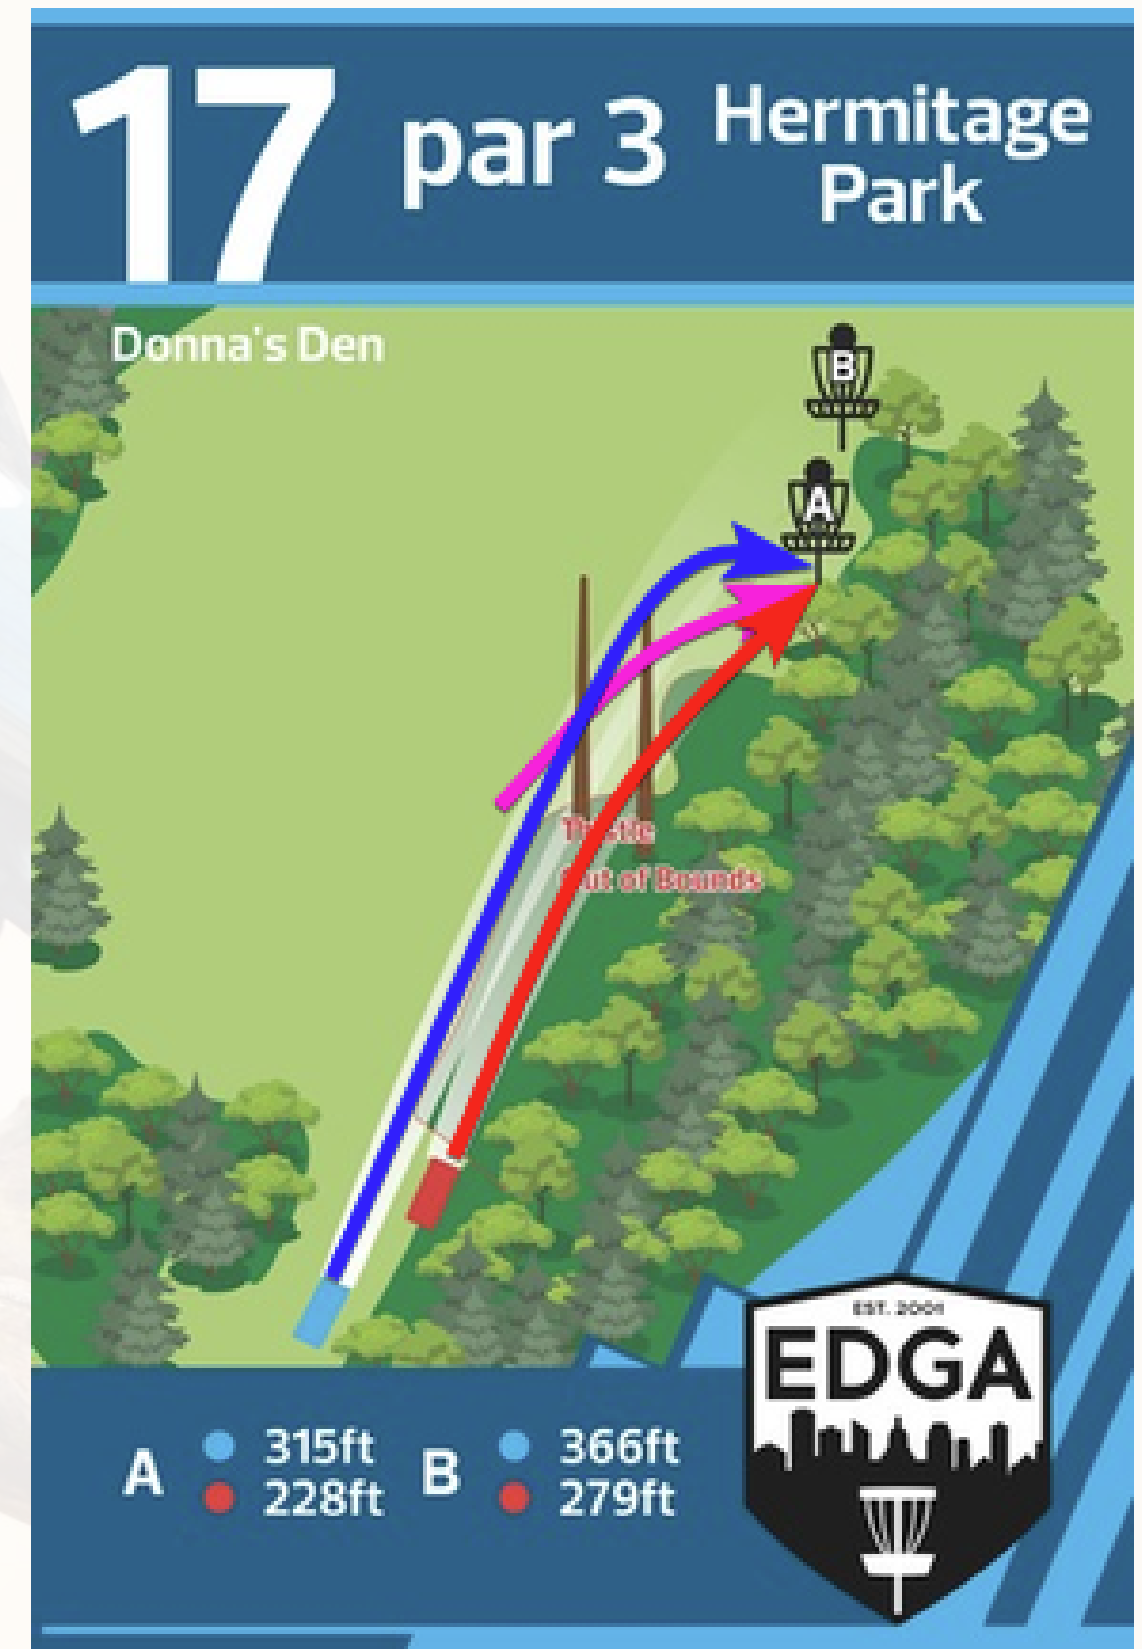 17
par 3
Hermitage
Park
Donna's Den
B
A
Out of Bounds
EST. 2001
EDGA
A 315ft B 366ft
228ft 279ft